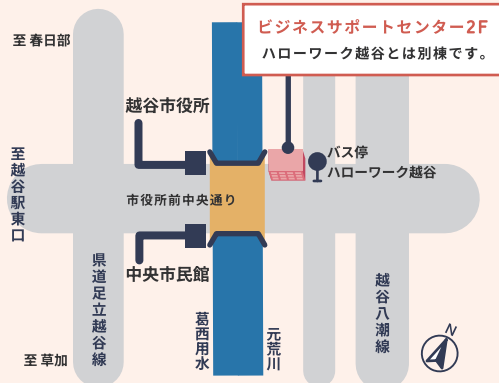 ビジネスサポートセンター2F
ハローワーク越谷とは別棟です。
至 春日部
越谷市役所
バス停
ハローワーク越谷
至越谷駅東口
市役所前中央通り
中央市民館
県道足立越谷線
葛西用水
元荒川
越谷八潮線
至 草加
N